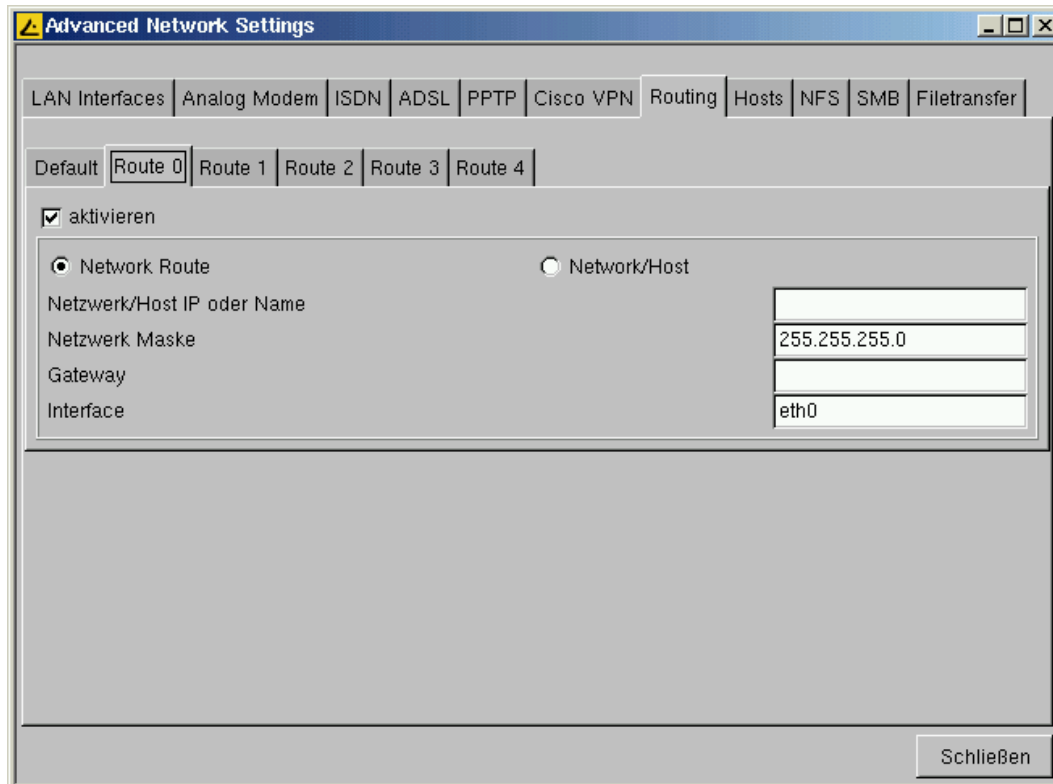 Advanced Network Settings
LAN Interfaces Analog Modem ISDN ADSL PPTP Cisco VPN Routing Hosts NFS SMB Filetransfer
Default Route 0 Route 1 Route 2 Route 3 Route 4
aktivieren
Network Route Network/Host
Netzwerk/Host IP oder Name
Netzwerk Maske 255.255.255.0
Gateway
Interface eth0
Schließen